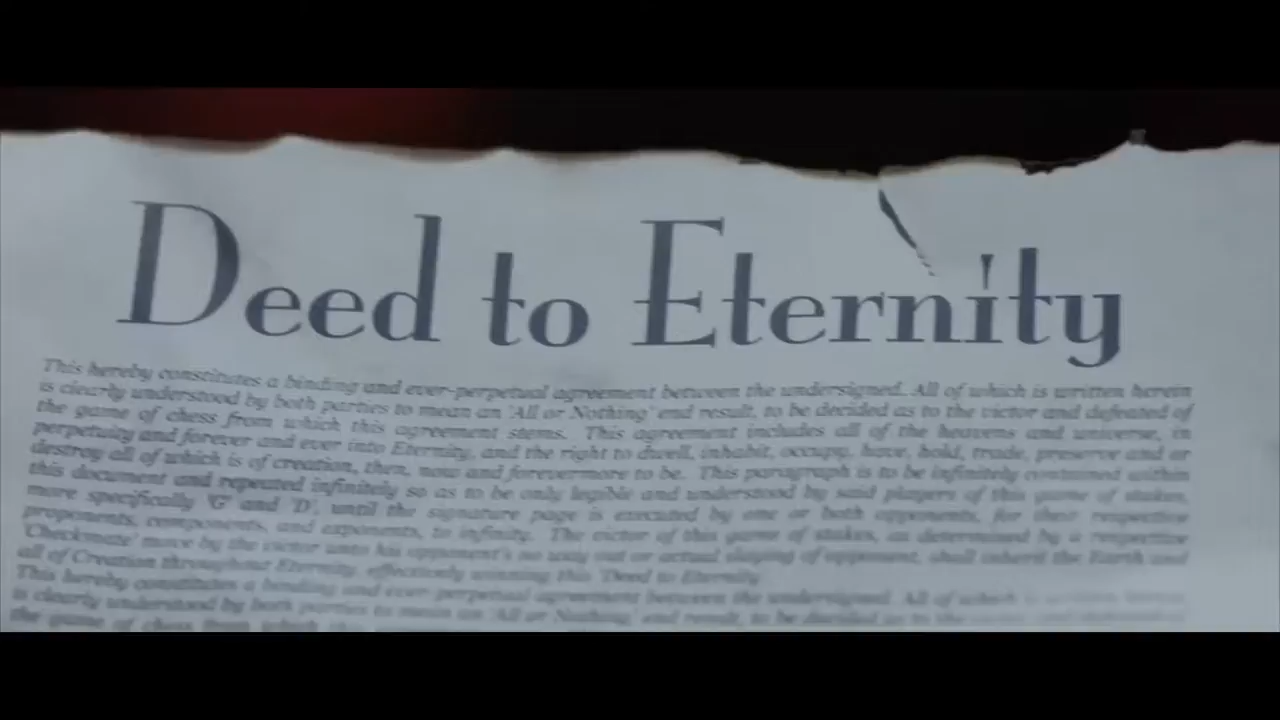 Deed to Eternity
This hereby constitutes a binding and ever-perpetual agreement between the undersigned. All of which is written herein
is clearly understood by both parties to mean an 'All or Nothing' end result, to be decided as to the victor and defeated of
the game of chess from which this agreement stems. This agreement includes all of the heavens and universe, in
perpetuity and forever and ever into Eternity, and the right to dwell, inhabit, occupy, have, hold, trade, preserve and or
destroy all of which is of creation, then, now and forevermore to be. This paragraph is to be infinitely contained within
this document and repeated infinitely so as to be only legible and understood by said players of this game of stakes,
more specifically 'G' and 'D', until the signature page is executed by one or both opponents, for their respective
proponents, components, and exponents, to infinity. The victor of this game of stakes, as determined by a respective
'Checkmate' move by the victor unto his opponent's no way out or actual slaying of opponent, shall inherit the Earth and
all of Creation throughout Eternity, effectively winning this 'Deed to Eternity'
This hereby constitutes a binding and ever-perpetual agreement between the undersigned. All of which is
is clearly understood by both parties to mean an 'All or Nothing' end result, to be decided as to the
the game of chess from which